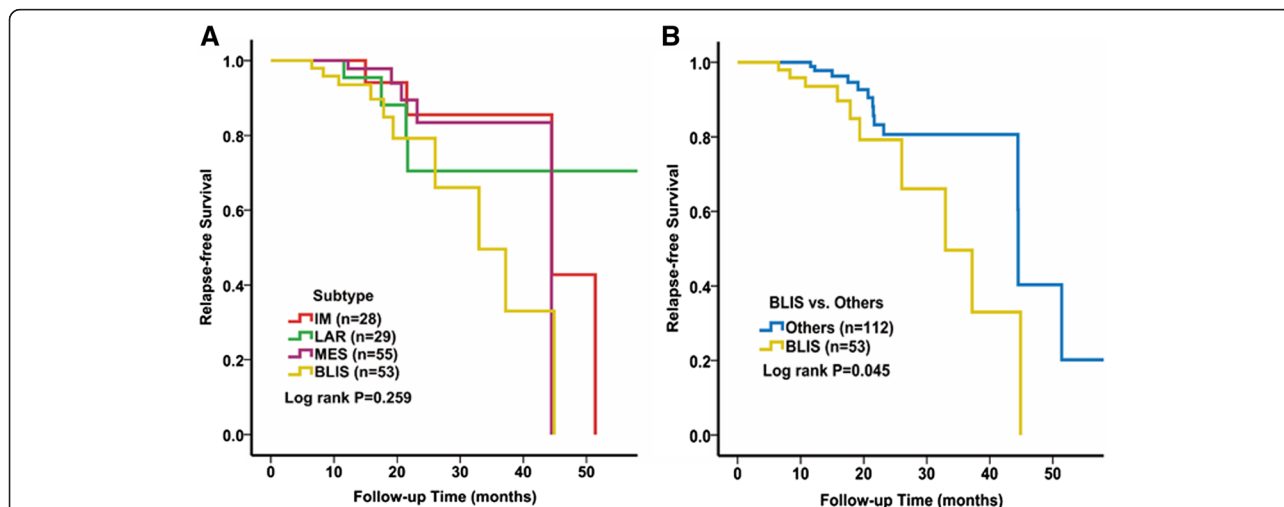 A
Relapse-free Survival
1.0
0.8
0.6
0.4
0.2
0.0
Subtype
IM (n=28)
LAR (n=29)
MES (n=55)
BLIS (n=53)
Log rank P=0.259
0 10 20 30 40 50
Follow-up Time (months)
B
Relapse-free Survival
1.0
0.8
0.6
0.4
0.2
0.0
BLIS vs. Others
Others (n=112)
BLIS (n=53)
Log rank P=0.045
0 10 20 30 40 50
Follow-up Time (months)